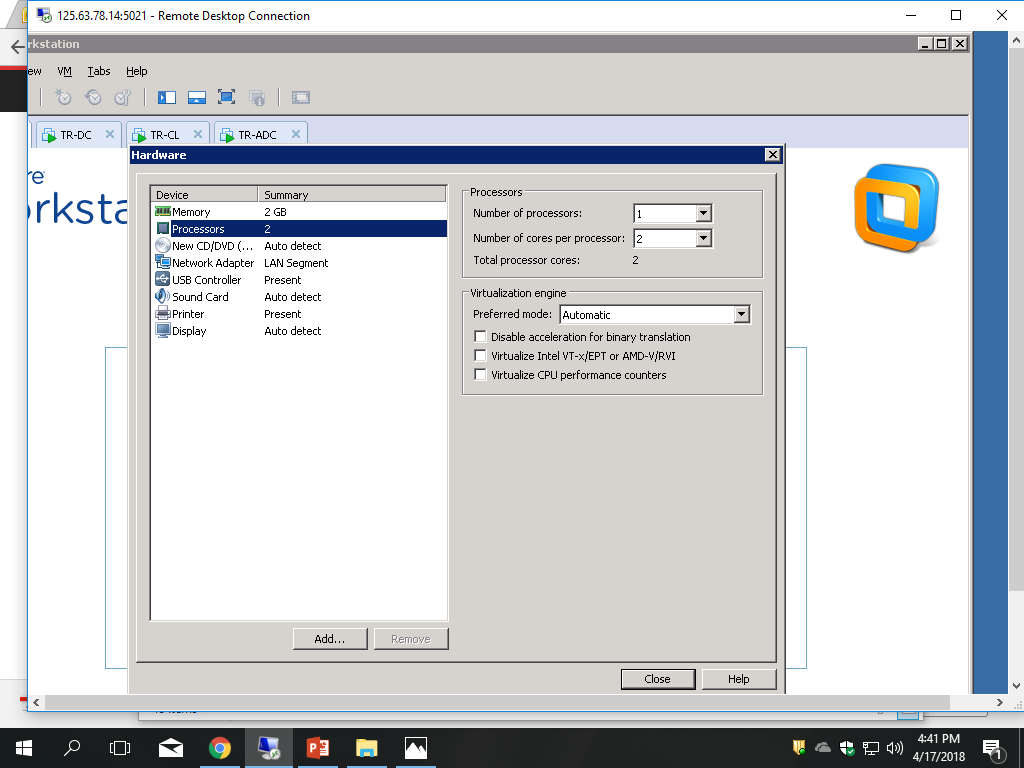 125.63.78.14:5021 - Remote Desktop Connection
rkstation
ew VM Tabs Help
TR-DC TR-CL TR-ADC
Hardware
re
rksta
Device Summary
Memory 2 GB
Processors 2
New CD/DVD (... Auto detect
Network Adapter LAN Segment
USB Controller Present
Sound Card Auto detect
Printer Present
Display Auto detect
Processors
Number of processors: 1
Number of cores per processor: 2
Total processor cores: 2
Virtualization engine
Preferred mode: Automatic
Disable acceleration for binary translation
Virtualize Intel VT-x/EPT or AMD-V/RVI
Virtualize CPU performance counters
Add... Remove
Close Help
4:41 PM
4/17/2018
1